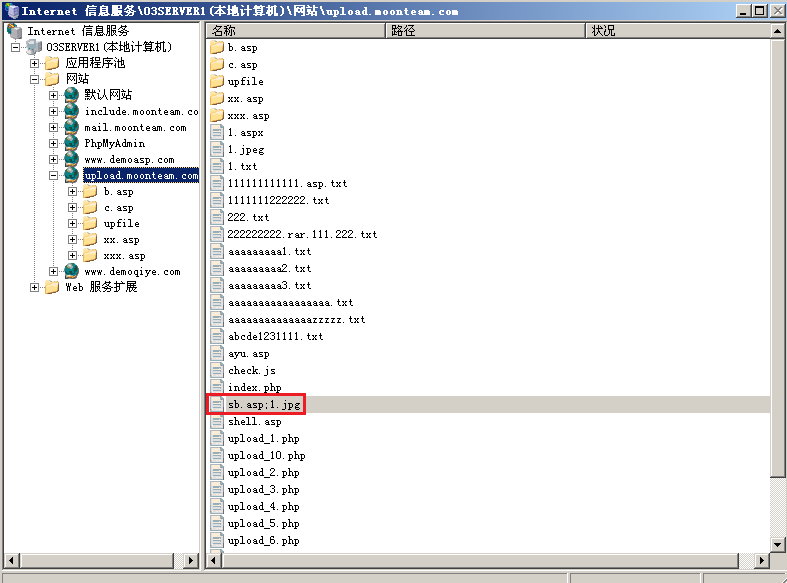 Internet 信息服务\O3SERVER1(本地计算机)\网站\upload.moonteam.com
Internet 信息服务
O3SERVER1(本地计算机)
应用程序池
网站
默认网站
include.moonteam.co
mail.moonteam.com
PhpMyAdmin
www.demoasp.com
upload.moonteam.com
b.asp
c.asp
upfile
xx.asp
xxx.asp
www.demoqiye.com
Web 服务扩展
名称 路径 状况
b.asp
c.asp
upfile
xx.asp
xxx.asp
1.aspx
1.jpeg
1.txt
111111111111.asp.txt
1111111222222.txt
222.txt
222222222.rar.111.222.txt
aaaaaaaaa1.txt
aaaaaaaaa2.txt
aaaaaaaaa3.txt
aaaaaaaaaaaaaaaaa.txt
aaaaaaaaaaaaaazzzzz.txt
abcde1231111.txt
ayu.asp
check.js
index.php
sb.asp;1.jpg
shell.asp
upload_1.php
upload_10.php
upload_2.php
upload_3.php
upload_4.php
upload_5.php
upload_6.php